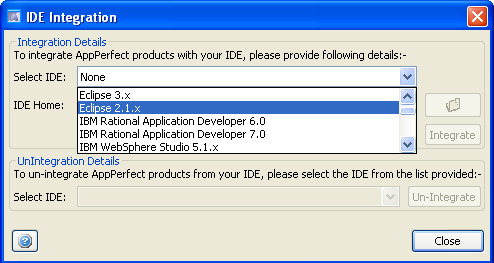 IDE Integration
Integration Details
To integrate AppPerfect products with your IDE, please provide following details:-
Select IDE: None
Eclipse 3.x
IDE Home: Eclipse 2.1.x
IBM Rational Application Developer 6.0
IBM Rational Application Developer 7.0 Integrate
IBM WebSphere Studio 5.1.x
UnIntegration Details
To un-integrate AppPerfect products from your IDE, please select the IDE from the list provided:-
Select IDE: Un-Integrate
Close